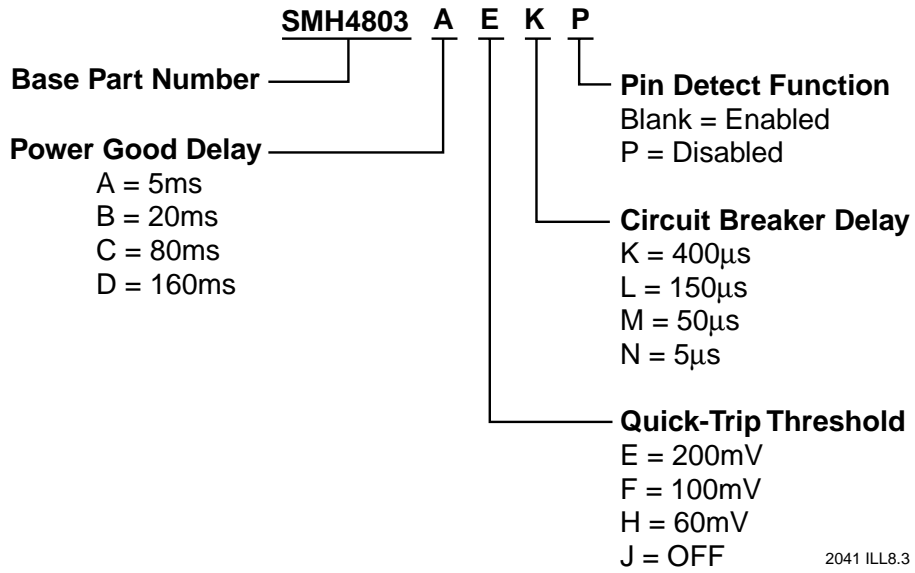 SMH4803 A E K P
Base Part Number
Power Good Delay
A = 5ms
B = 20ms
C = 80ms
D = 160ms
Pin Detect Function
Blank = Enabled
P = Disabled
Circuit Breaker Delay
K = 400μs
L = 150μs
M = 50μs
N = 5μs
Quick-Trip Threshold
E = 200mV
F = 100mV
H = 60mV
J = OFF
2041 ILL8.3